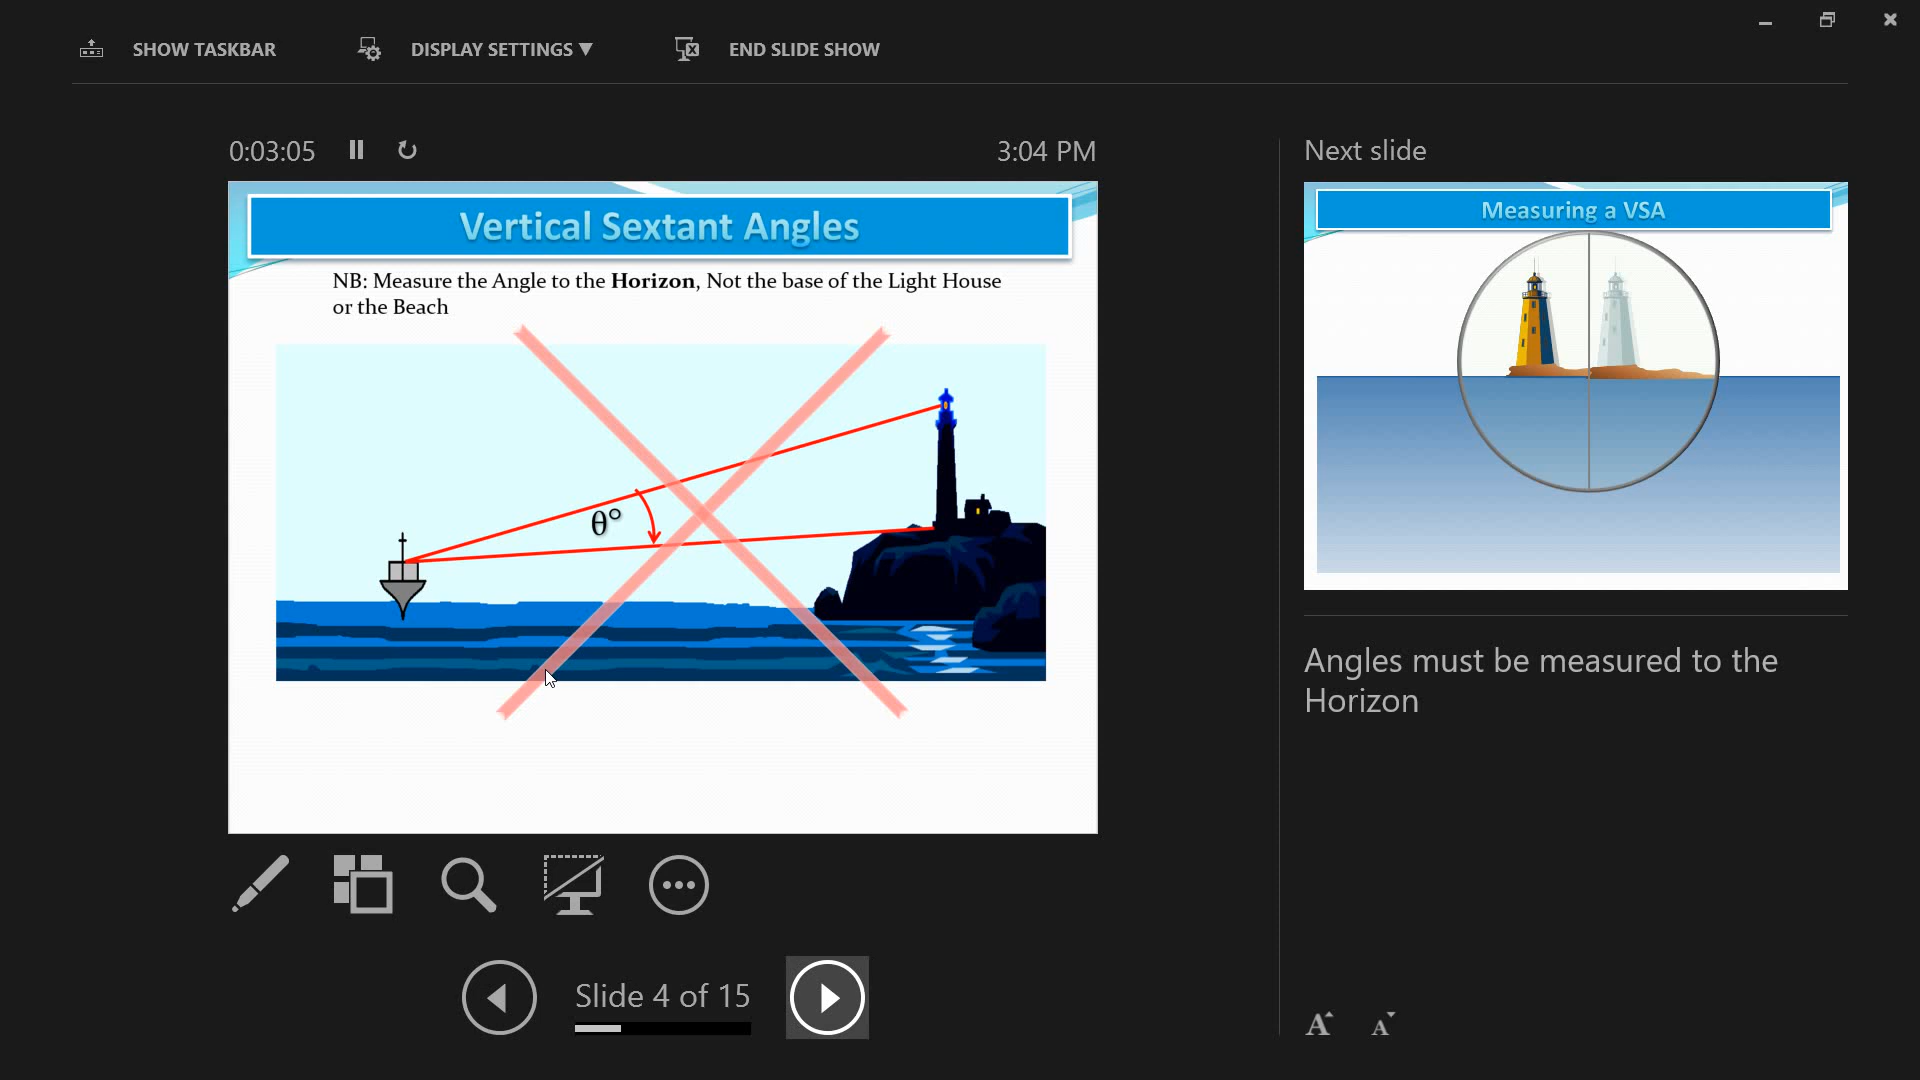 SHOW TASKBAR
DISPLAY SETTINGS ▼
END SLIDE SHOW
0:03:05
3:04 PM
Vertical Sextant Angles
NB: Measure the Angle to the Horizon, Not the base of the Light House
or the Beach
θ°
Slide 4 of 15
Next slide
Measuring a VSA
Angles must be measured to the
Horizon
A A